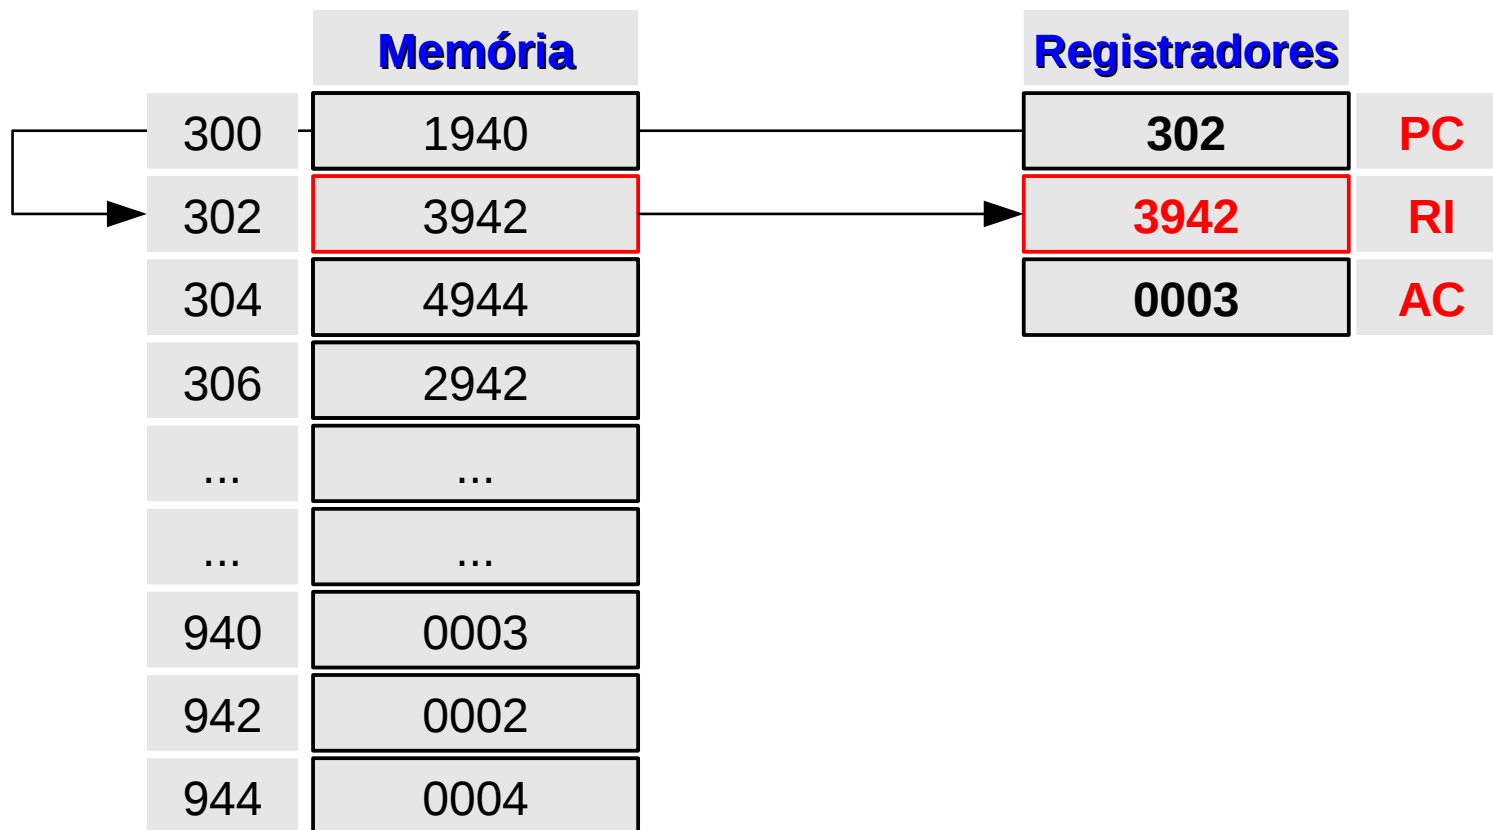 Memória Registradores
300 1940 302 PC
302 3942 3942 RI
304 4944 0003 AC
306 2942
... ...
... ...
940 0003
942 0002
944 0004